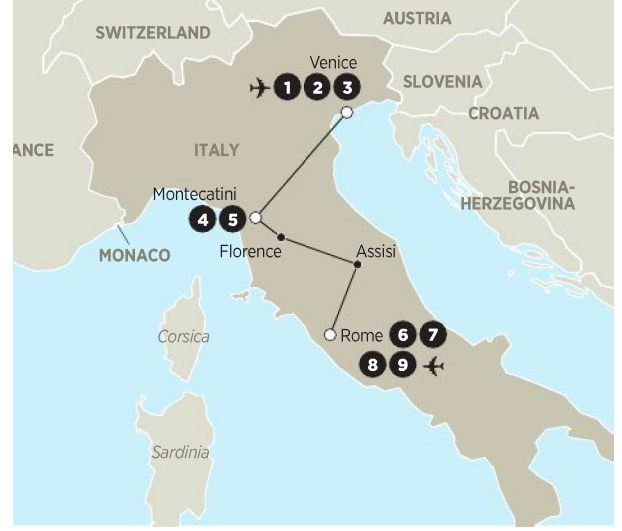 AUSTRIA
SWITZERLAND
Venice
1 2 3
SLOVENIA
CROATIA
ANCE
ITALY
BOSNIA-
HERZEGOVINA
Montecatini
4 5
Florence
Assisi
MONACO
Corsica
Rome 6 7
8 9
Sardinia